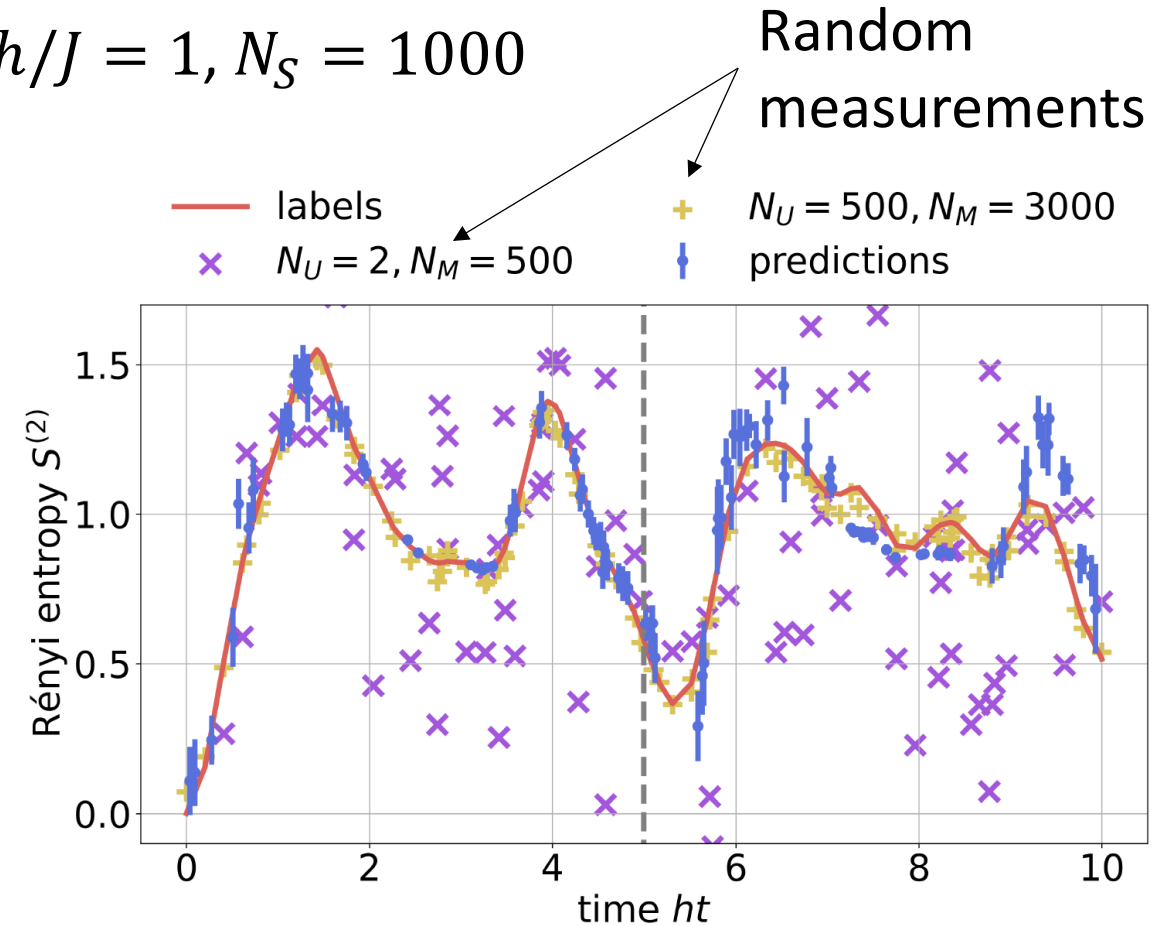 h/J = 1, N_S = 1000
Random
measurements
labels
N_U = 500, N_M = 3000
N_U = 2, N_M = 500
predictions
Rényi entropy S^(2)
1.5
1.0
0.5
0.0
0 2 4 6 8 10
time ht